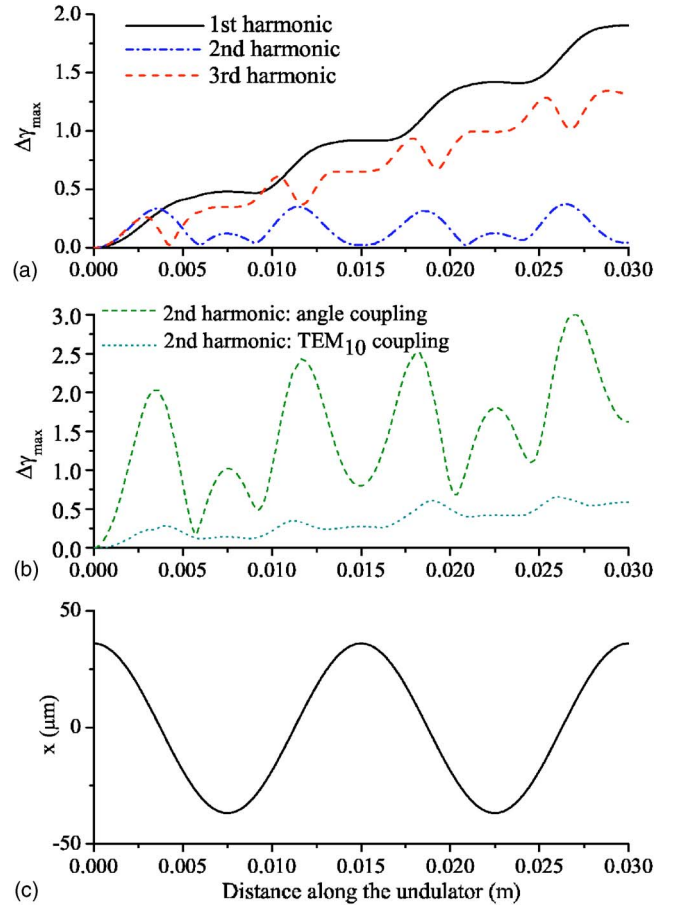 2.0
1st harmonic
2nd harmonic
3rd harmonic
1.5
1.0
0.5
0.0
Δγmax
(a)
0.000 0.005 0.010 0.015 0.020 0.025 0.030
3.0
2nd harmonic: angle coupling
2nd harmonic: TEM10 coupling
2.5
2.0
1.5
1.0
0.5
0.0
Δγmax
(b)
0.000 0.005 0.010 0.015 0.020 0.025 0.030
50
0
-50
x (μm)
0.000 0.005 0.010 0.015 0.020 0.025 0.030
(c)
Distance along the undulator (m)